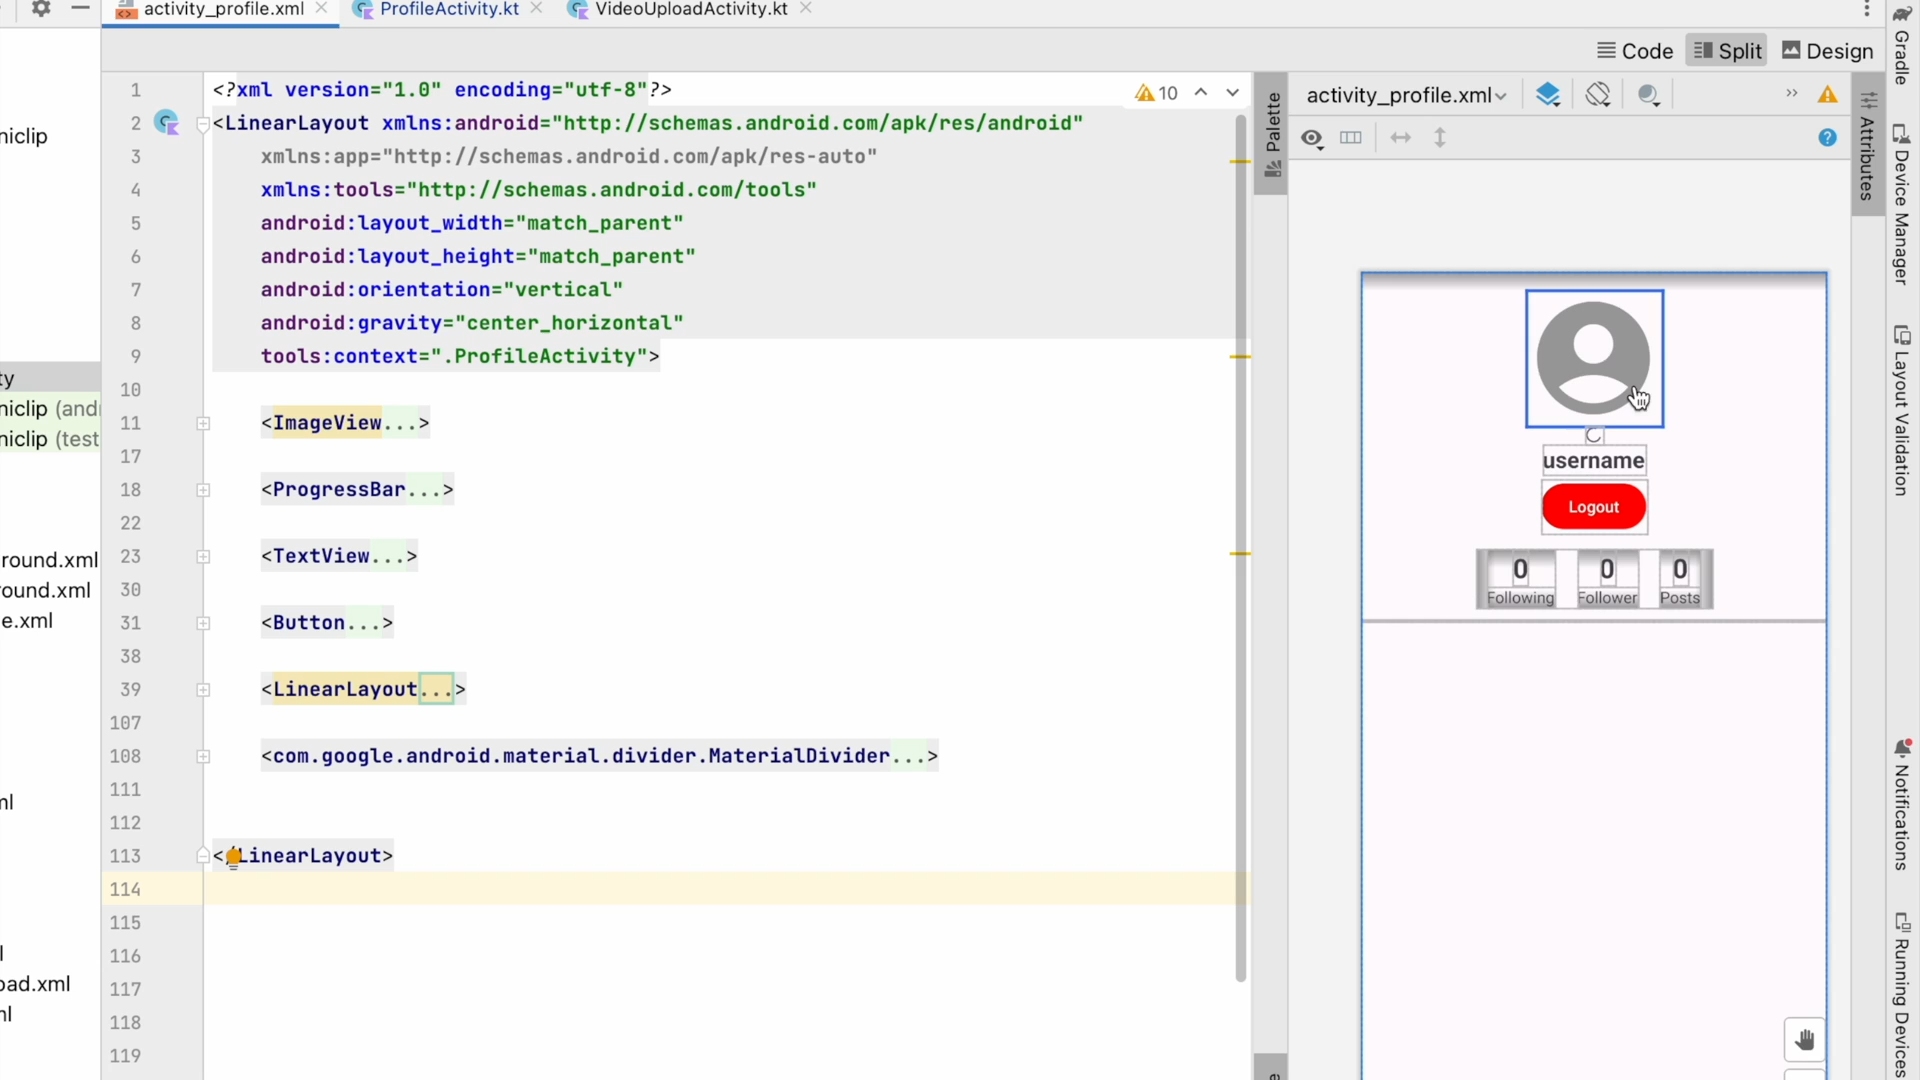 activity_profile.xml
ProfileActivity.kt
VideoUploadActivity.kt
Code
Split
Design
niclip
ty
niclip (and
niclip (test
round.xml
ound.xml
e.xml
ml
l
oad.xml
ml
1 <?xml version="1.0" encoding="utf-8"?>
2 <LinearLayout xmlns:android="http://schemas.android.com/apk/res/android"
3 xmlns:app="http://schemas.android.com/apk/res-auto"
4 xmlns:tools="http://schemas.android.com/tools"
5 android:layout_width="match_parent"
6 android:layout_height="match_parent"
7 android:orientation="vertical"
8 android:gravity="center_horizontal"
9 tools:context=".ProfileActivity">
10
11 <ImageView...>
17
18 <ProgressBar...>
22
23 <TextView...>
30
31 <Button...>
38
39 <LinearLayout...>
107
108 <com.google.android.material.divider.MaterialDivider...>
111
112
113 </LinearLayout>
114
115
116
117
118
119
10
Palette
activity_profile.xml
username
Logout
0 0 0
Following Follower Posts
Attributes
Gradle
Device Manager
Layout Validation
Notifications
Running Devices